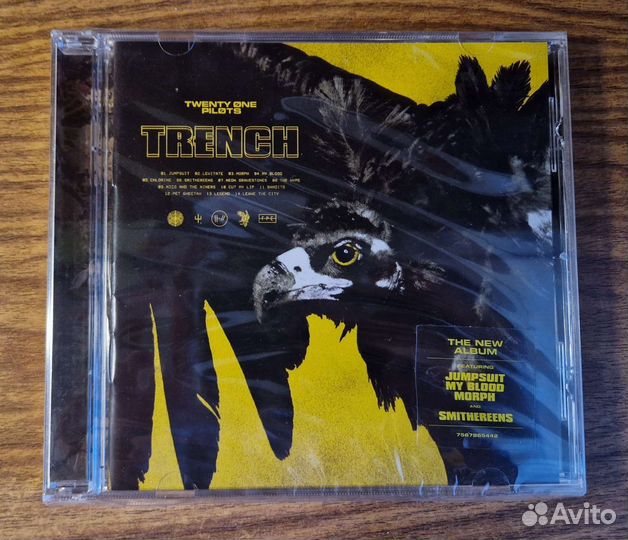 TWENTY ØNE
PILØTS
TRENCH
01 JUMPSUIT 02 LEVITATE 03 MORPH 04 MY BLOOD
05 CHLORINE 06 SMITHEREENS 07 NEON GRAVESTONES 08 THE HYPE
09 NICO AND THE NINERS 10 CUT MY LIP 11 BANDITO
12 PET CHEETAH 13 LEGEND 14 LEAVE THE CITY
F.P.E.
THE NEW
ALBUM
FEATURING
JUMPSUIT
MY BLOOD
MORPH
AND
SMITHEREENS
7567865442
Avito